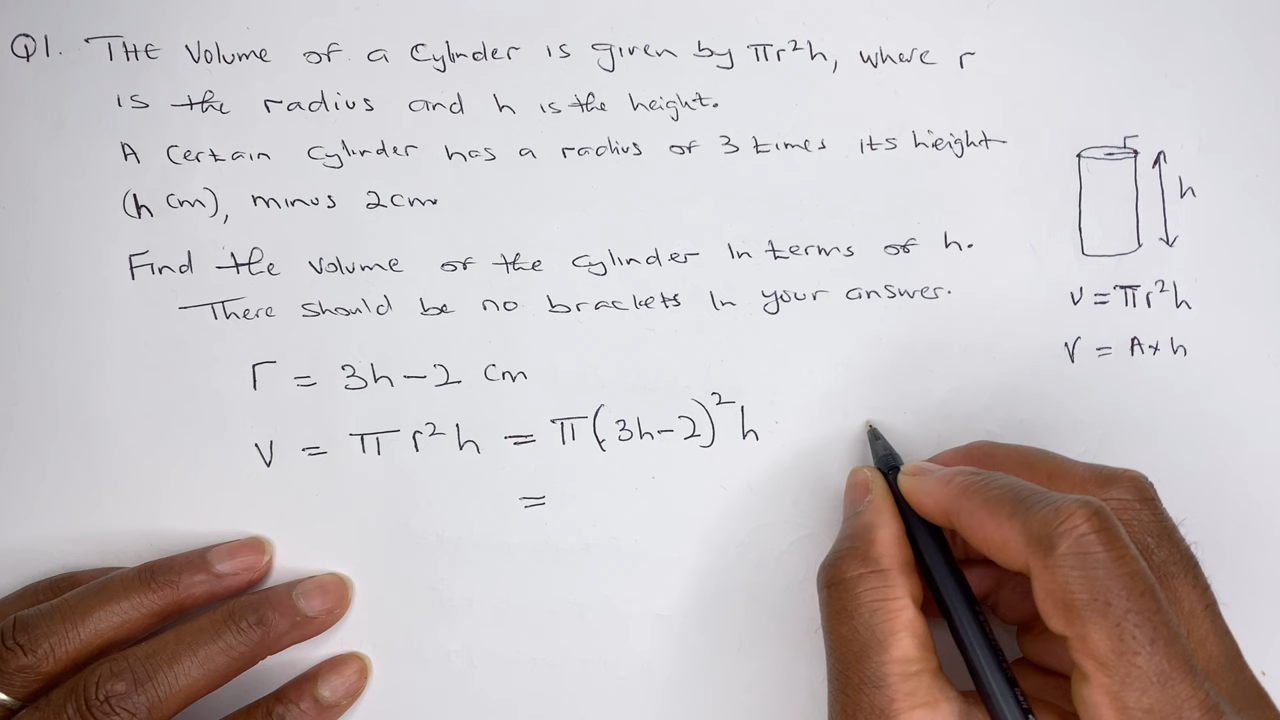 Q1. THE Volume of a Cylinder is given by πr²h, where r
is the radius and h is the height.
A Certain Cylinder has a radius of 3 times its height
(h cm), minus 2cm
Find the volume of the cylinder In terms of h.
There should be no brackets In your answer.
h
V = πr²h
V = A×h
r = 3h-2 cm
V = πr²h = π(3h-2)²h
=